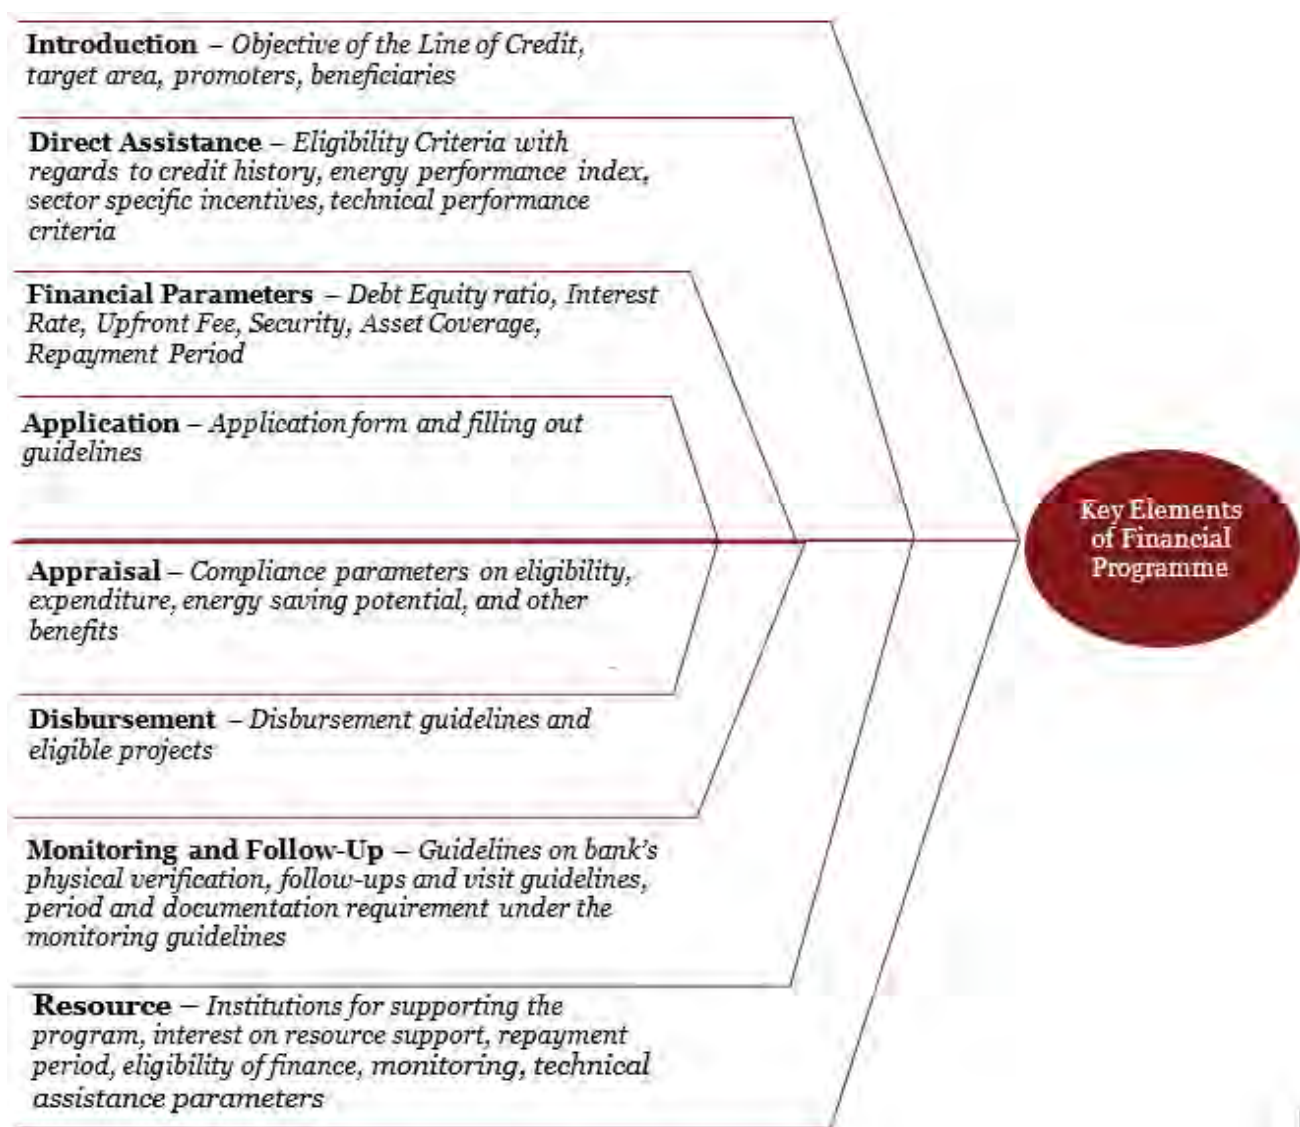 Introduction – Objective of the Line of Credit,
target area, promoters, beneficiaries
Direct Assistance – Eligibility Criteria with
regards to credit history, energy performance index,
sector specific incentives, technical performance
criteria
Financial Parameters – Debt Equity ratio, Interest
Rate, Upfront Fee, Security, Asset Coverage,
Repayment Period
Application – Application form and filling out
guidelines
Appraisal – Compliance parameters on eligibility,
expenditure, energy saving potential, and other
benefits
Disbursement – Disbursement guidelines and
eligible projects
Monitoring and Follow-Up – Guidelines on bank's
physical verification, follow-ups and visit guidelines,
period and documentation requirement under the
monitoring guidelines
Resource – Institutions for supporting the
program, interest on resource support, repayment
period, eligibility of finance, monitoring, technical
assistance parameters
Key Elements
of Financial
Programme